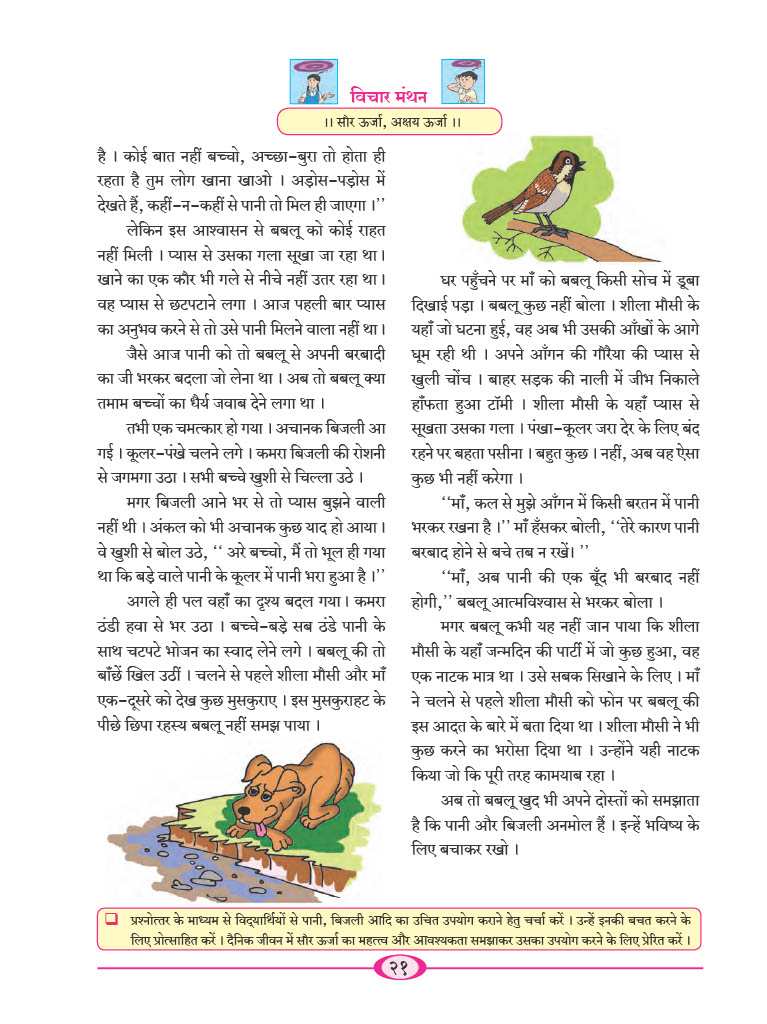 विचार मंथन
।। सौर ऊर्जा, अक्षय ऊर्जा ।।
है । कोई बात नहीं बच्चो, अच्छा-बुरा तो होता ही
रहता है तुम लोग खाना खाओ । अड़ोस-पड़ोस में
देखते हैं, कहीं-न-कहीं से पानी तो मिल ही जाएगा ।’’
लेकिन इस आश्वासन से बबलू को कोई राहत
नहीं मिली । प्यास से उसका गला सूखा जा रहा था ।
खाने का एक कौर भी गले से नीचे नहीं उतर रहा था ।
वह प्यास से छटपटाने लगा । आज पहली बार प्यास
का अनुभव करने से तो उसे पानी मिलने वाला नहीं था ।
जैसे आज पानी को तो बबलू से अपनी बरबादी
का जी भरकर बदला जो लेना था । अब तो बबलू क्या
तमाम बच्चों का धैर्य जवाब देने लगा था ।
तभी एक चमत्कार हो गया । अचानक बिजली आ
गई । कूलर-पंखे चलने लगे । कमरा बिजली की रोशनी
से जगमगा उठा । सभी बच्चे खुशी से चिल्ला उठे ।
मगर बिजली आने भर से तो प्यास बुझने वाली
नहीं थी । अंकल को भी अचानक कुछ याद हो आया ।
वे खुशी से बोल उठे, ‘‘ अरे बच्चो, मैं तो भूल ही गया
था कि बड़े वाले पानी के कूलर में पानी भरा हुआ है ।’’
अगले ही पल वहाँ का दृश्य बदल गया । कमरा
ठंडी हवा से भर उठा । बच्चे-बड़े सब ठंडे पानी के
साथ चटपटे भोजन का स्वाद लेने लगे । बबलू की तो
बाँछें खिल उठीं । चलने से पहले शीला मौसी और माँ
एक-दूसरे को देख कुछ मुसकुराए । इस मुसकुराहट के
पीछे छिपा रहस्य बबलू नहीं समझ पाया ।
घर पहुँचने पर माँ को बबलू किसी सोच में डूबा
दिखाई पड़ा । बबलू कुछ नहीं बोला । शीला मौसी के
यहाँ जो घटना हुई, वह अब भी उसकी आँखों के आगे
घूम रही थी । अपने आँगन की गौरैया की प्यास से
खुली चोंच । बाहर सड़क की नाली में जीभ निकाले
हाँफता हुआ टॉमी । शीला मौसी के यहाँ प्यास से
सूखता उसका गला । पंखा-कूलर जरा देर के लिए बंद
रहने पर बहता पसीना । बहुत कुछ । नहीं, अब वह ऐसा
कुछ भी नहीं करेगा ।
‘‘माँ, कल से मुझे आँगन में किसी बरतन में पानी
भरकर रखना है ।’’ माँ हँसकर बोली, ‘‘तेरे कारण पानी
बरबाद होने से बचे तब न रखें। ’’
‘‘माँ, अब पानी की एक बूँद भी बरबाद नहीं
होगी,’’ बबलू आत्मविश्वास से भरकर बोला ।
मगर बबलू कभी यह नहीं जान पाया कि शीला
मौसी के यहाँ जन्मदिन की पार्टी में जो कुछ हुआ, वह
एक नाटक मात्र था । उसे सबक सिखाने के लिए । माँ
ने चलने से पहले शीला मौसी को फोन पर बबलू की
इस आदत के बारे में बता दिया था । शीला मौसी ने भी
कुछ करने का भरोसा दिया था । उन्होंने यही नाटक
किया जो कि पूरी तरह कामयाब रहा ।
अब तो बबलू खुद भी अपने दोस्तों को समझाता
है कि पानी और बिजली अनमोल हैं । इन्हें भविष्य के
लिए बचाकर रखो ।
❑ प्रश्नोत्तर के माध्यम से विद्यार्थियों से पानी, बिजली आदि का उचित उपयोग कराने हेतु चर्चा करें । उन्हें इनकी बचत करने के
लिए प्रोत्साहित करें । दैनिक जीवन में सौर ऊर्जा का महत्त्व और आवश्यकता समझाकर उसका उपयोग करने के लिए प्रेरित करें ।
२१